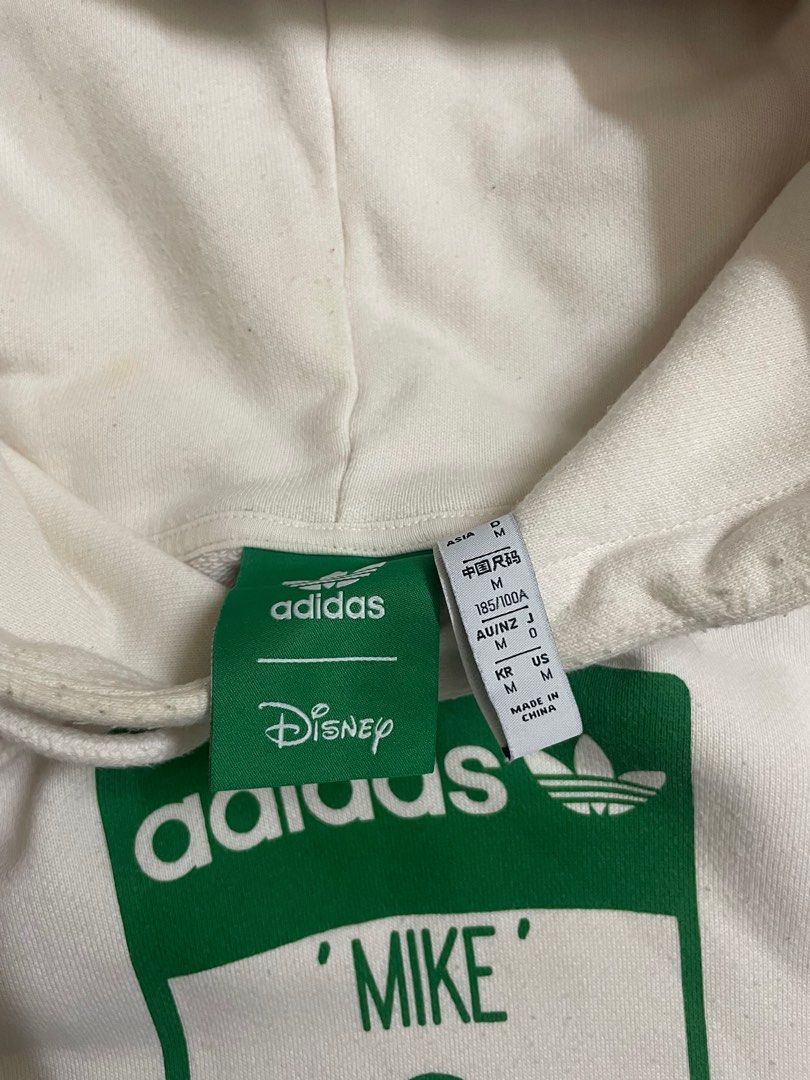 adidas
Disney
ASIA D
M
中国尺码
M
185/100A
AU/NZ J
M O
KR US
M M
MADE IN
CHINA
adidas
'MIKE'